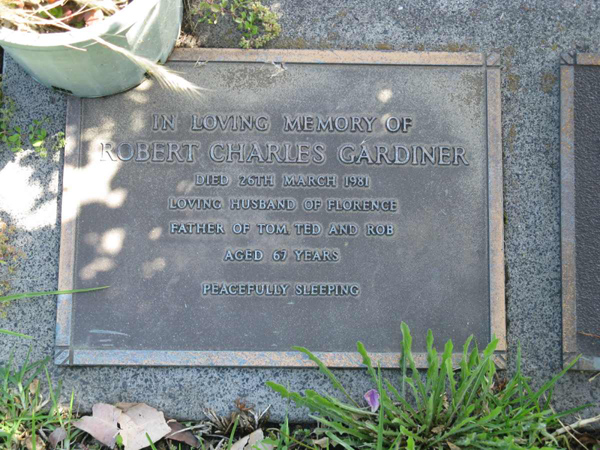 IN LOVING MEMORY OF
ROBERT CHARLES GARDINER
DIED 26TH MARCH 1981
LOVING HUSBAND OF FLORENCE
FATHER OF TOM, TED AND ROB
AGED 67 YEARS
PEACEFULLY SLEEPING